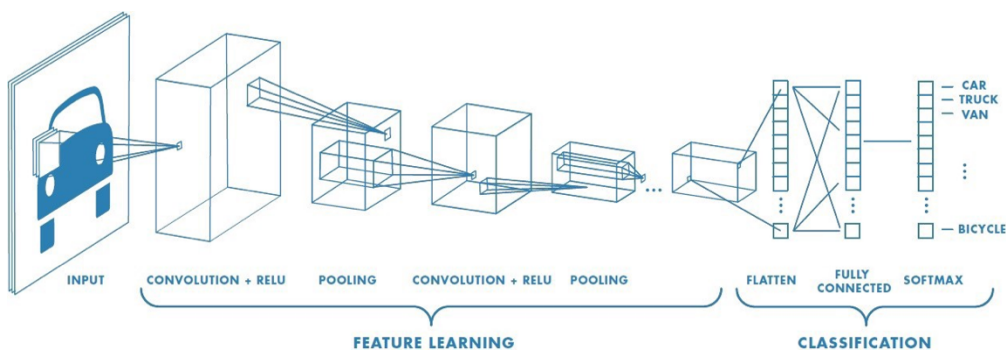 CAR
TRUCK
VAN
BICYCLE
INPUT
CONVOLUTION + RELU
POOLING
CONVOLUTION + RELU
POOLING
FLATTEN
FULLY
CONNECTED
SOFTMAX
FEATURE LEARNING
CLASSIFICATION